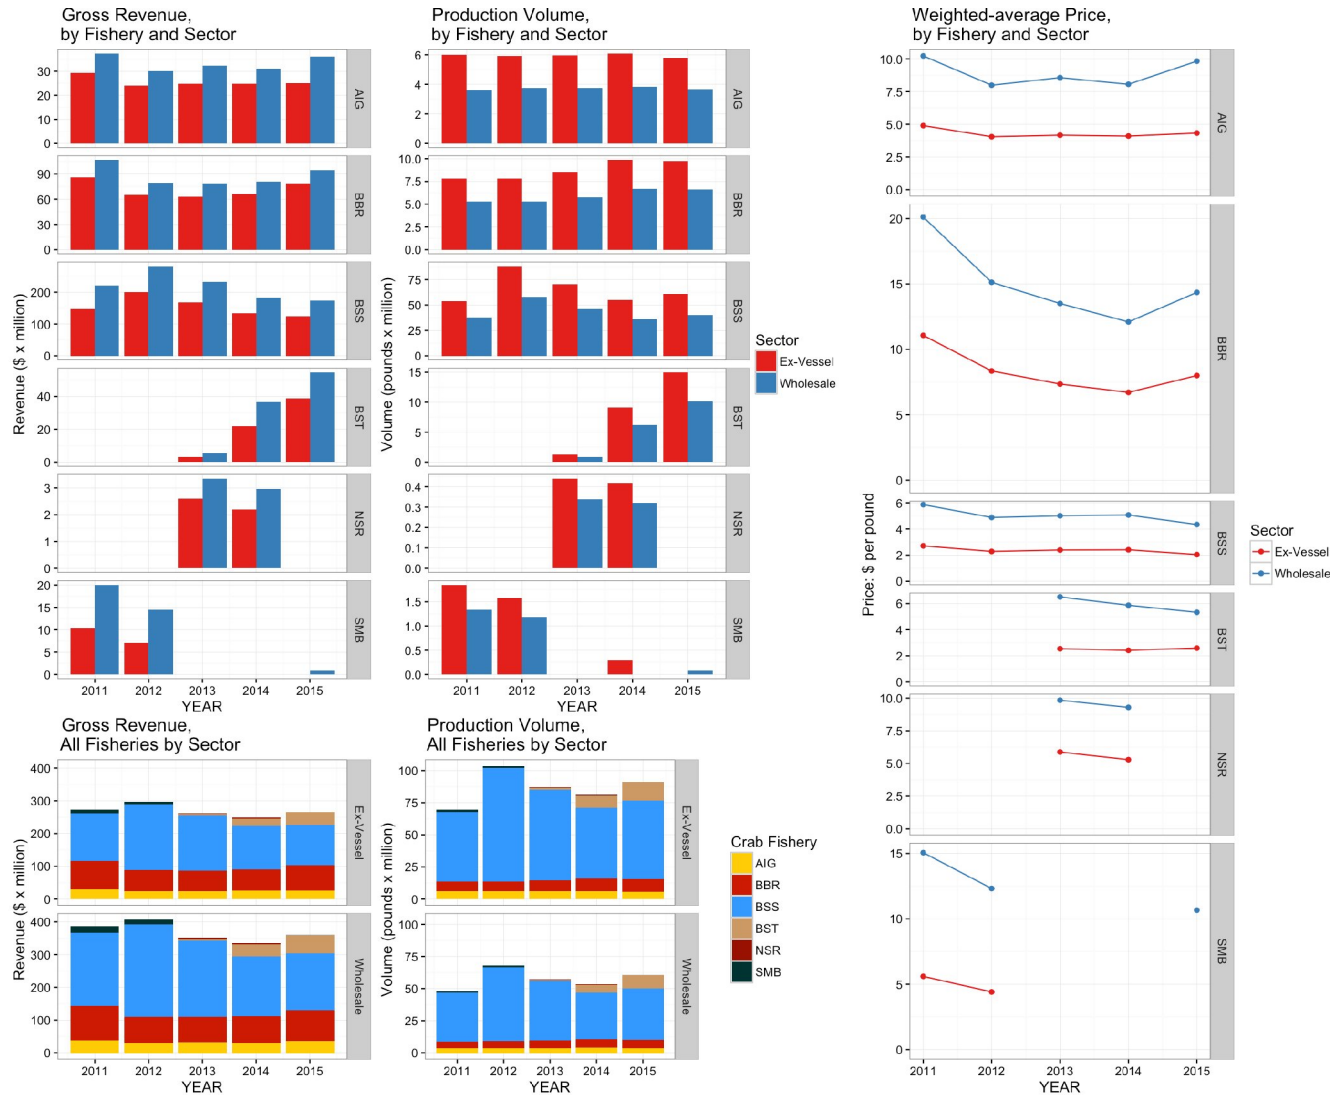 Gross Revenue,
by Fishery and Sector
30
20
10
0
AIG
90
60
30
0
BBR
200
100
0
BSS
40
20
0
BST
3
2
1
0
NSR
20
15
10
5
0
SMB
2011 2012 2013 2014 2015
YEAR
Revenue ($ x million)
Production Volume,
by Fishery and Sector
6
4
2
0
AIG
10.0
7.5
5.0
2.5
0.0
BBR
75
50
25
0
BSS
15
10
5
0
BST
0.4
0.3
0.2
0.1
0.0
NSR
1.5
1.0
0.5
0.0
SMB
2011 2012 2013 2014 2015
YEAR
Volume (pounds x million)
Sector
Ex-Vessel
Wholesale
Weighted-average Price,
by Fishery and Sector
10.0
7.5
5.0
2.5
0.0
AIG
20
15
10
5
0
BBR
6
4
2
0
BSS
6
4
2
0
BST
10.0
7.5
5.0
2.5
0.0
NSR
15
10
5
0
SMB
2011 2012 2013 2014 2015
YEAR
Price: $ per pound
Sector
Ex-Vessel
Wholesale
Gross Revenue,
All Fisheries by Sector
400
300
200
100
0
Ex-Vessel
400
300
200
100
0
Wholesale
2011 2012 2013 2014 2015
YEAR
Revenue ($ x million)
Production Volume,
All Fisheries by Sector
100
75
50
25
0
Ex-Vessel
100
75
50
25
0
Wholesale
2011 2012 2013 2014 2015
YEAR
Volume (pounds x million)
Crab Fishery
AIG
BBR
BSS
BST
NSR
SMB